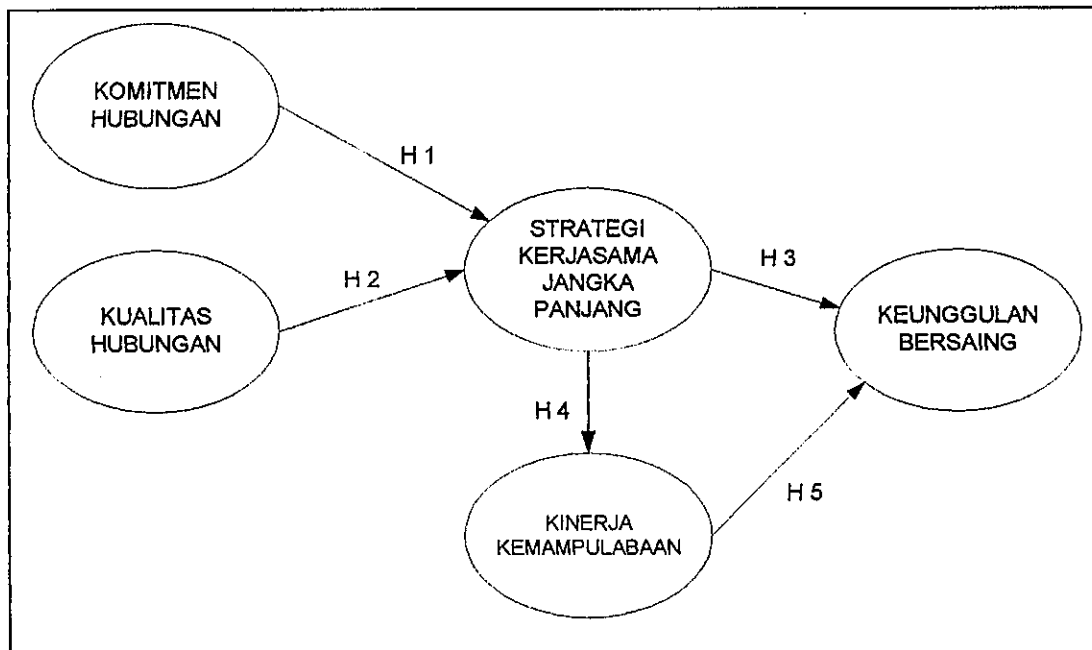 KOMITMEN
HUBUNGAN
H 1
STRATEGI
KERJASAMA
JANGKA
PANJANG
H 2
KUALITAS
HUBUNGAN
H 3
KEUNGGULAN
BERSAING
H 4
KINERJA
KEMAMPULABAAN
H 5